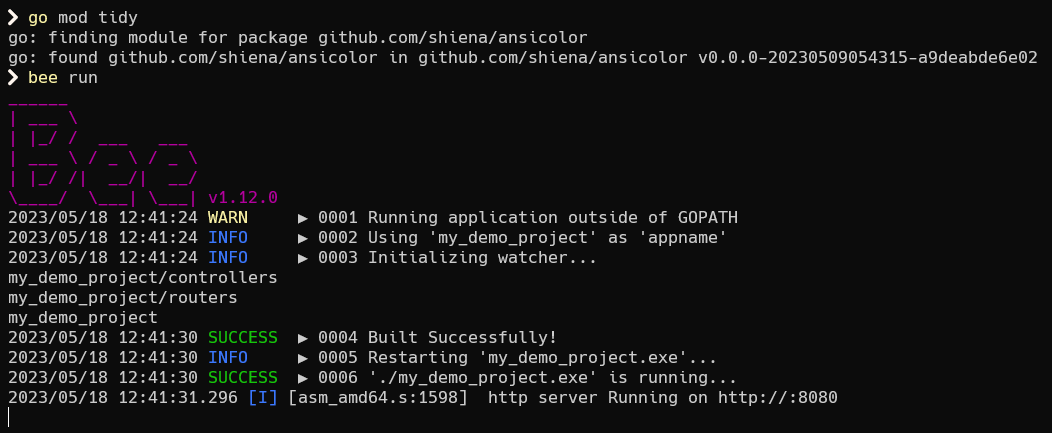 ❯ go mod tidy
go: finding module for package github.com/shiena/ansicolor
go: found github.com/shiena/ansicolor in github.com/shiena/ansicolor v0.0.0-20230509054315-a9deabde6e02
❯ bee run
______
| ___ \
| |_/ /  ___   ___
| ___ \ / _ \ / _ \
| |_/ /|  __/|  __/
\____/  \___| \___| v1.12.0
2023/05/18 12:41:24 WARN     ▶ 0001 Running application outside of GOPATH
2023/05/18 12:41:24 INFO     ▶ 0002 Using 'my_demo_project' as 'appname'
2023/05/18 12:41:24 INFO     ▶ 0003 Initializing watcher...
my_demo_project/controllers
my_demo_project/routers
my_demo_project
2023/05/18 12:41:30 SUCCESS  ▶ 0004 Built Successfully!
2023/05/18 12:41:30 INFO     ▶ 0005 Restarting 'my_demo_project.exe'...
2023/05/18 12:41:30 SUCCESS  ▶ 0006 './my_demo_project.exe' is running...
2023/05/18 12:41:31.296 [I] [asm_amd64.s:1598]  http server Running on http://:8080